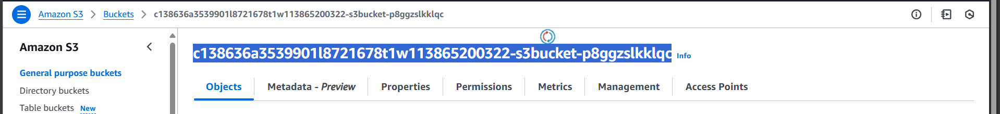 Amazon S3 > Buckets > c138636a3539901l8721678t1w113865200322-s3bucket-p8ggzslkklqc
Amazon S3
General purpose buckets
Directory buckets
Table buckets New
c138636a3539901l8721678t1w113865200322-s3bucket-p8ggzslkklqc Info
Objects Metadata - Preview Properties Permissions Metrics Management Access Points